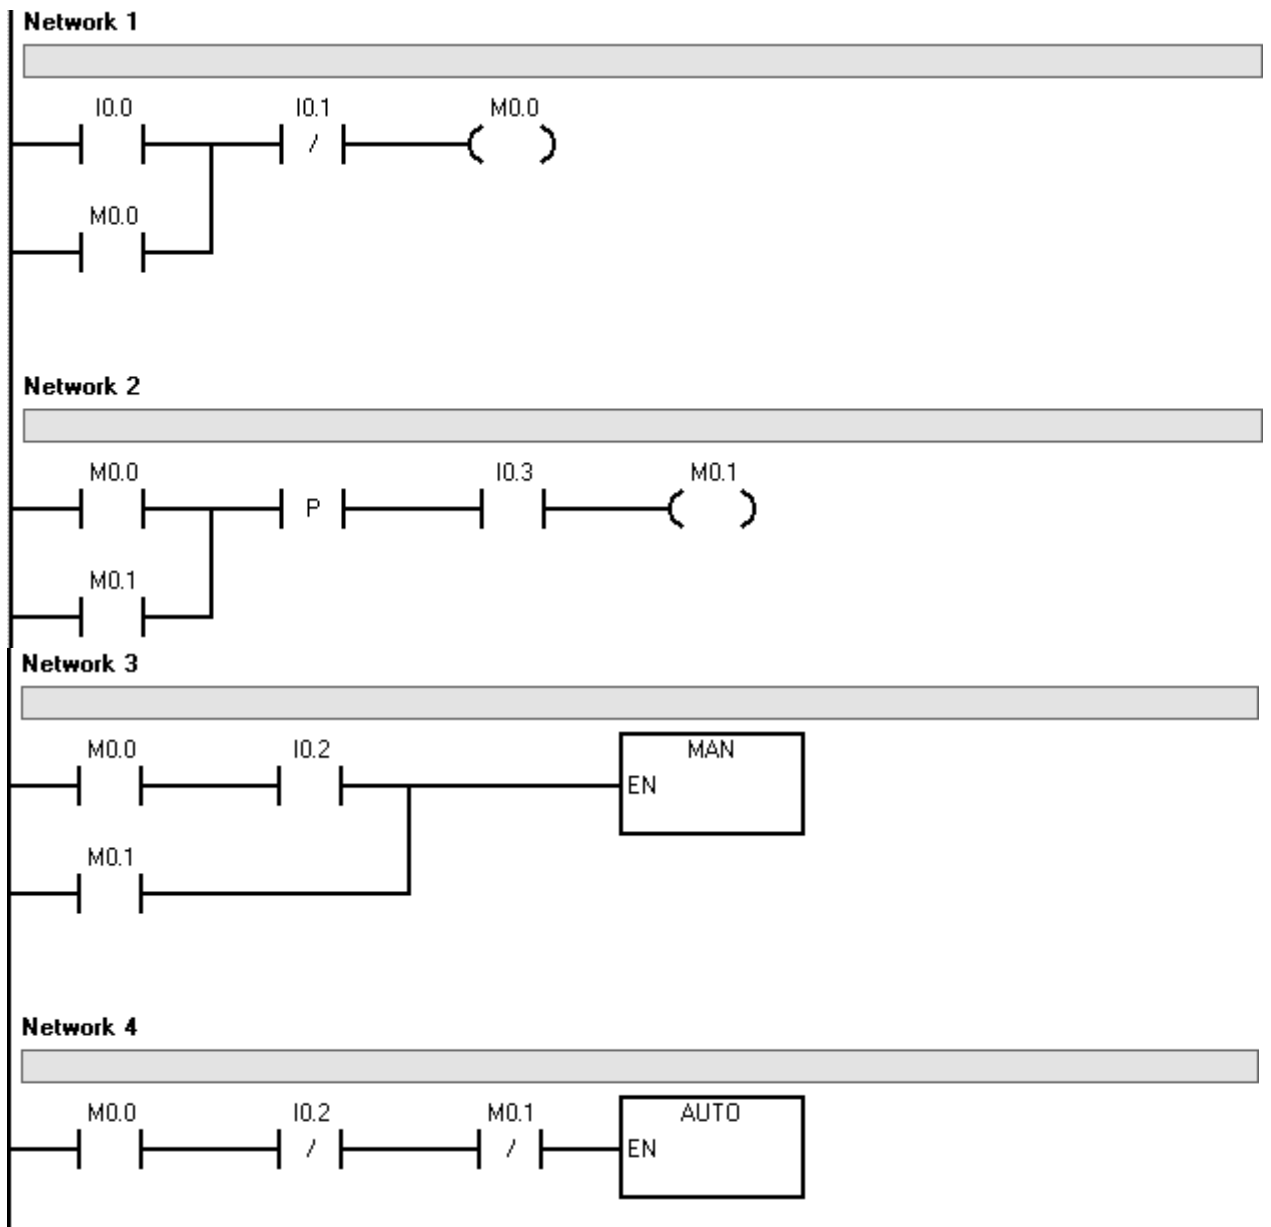 Network 1
I0.0 I0.1 M0.0
/
M0.0
Network 2
M0.0 I0.3 M0.1
P
M0.1
Network 3
M0.0 I0.2 MAN
EN
M0.1
Network 4
M0.0 I0.2 M0.1 AUTO
/ / EN